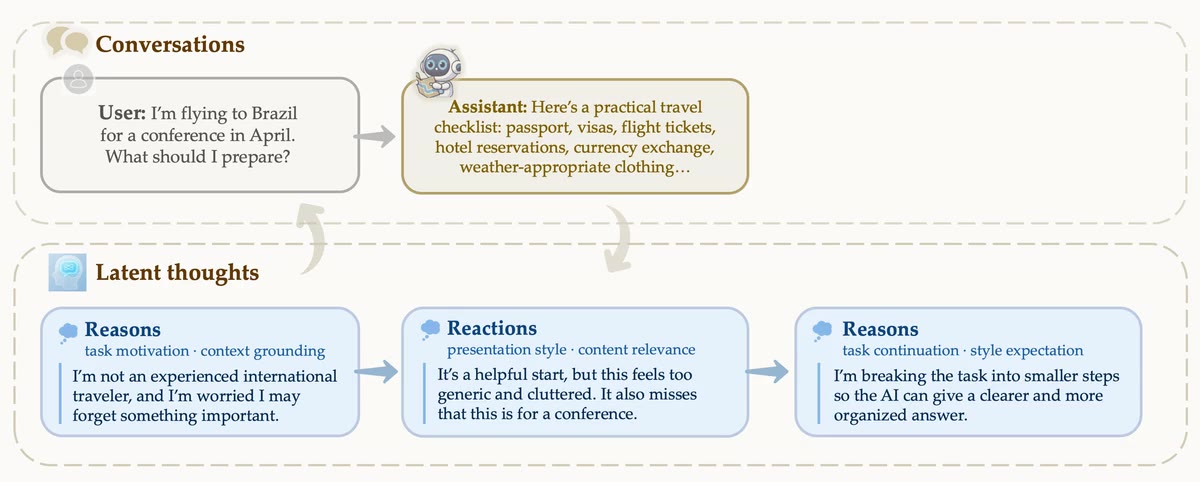 Conversations
User: I'm flying to Brazil
for a conference in April.
What should I prepare?
Assistant: Here's a practical travel
checklist: passport, visas, flight tickets,
hotel reservations, currency exchange,
weather-appropriate clothing…
Latent thoughts
Reasons
task motivation · context grounding
I'm not an experienced international
traveler, and I'm worried I may
forget something important.
Reactions
presentation style · content relevance
It's a helpful start, but this feels too
generic and cluttered. It also misses
that this is for a conference.
Reasons
task continuation · style expectation
I'm breaking the task into smaller steps
so the AI can give a clearer and more
organized answer.